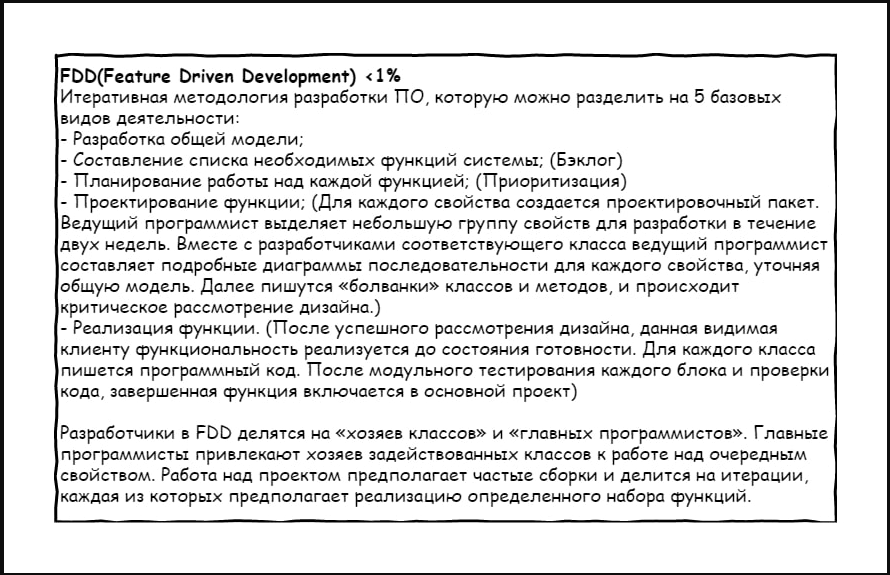 FDD(Feature Driven Development) <1%
Итеративная методология разработки ПО, которую можно разделить на 5 базовых
видов деятельности:
- Разработка общей модели;
- Составление списка необходимых функций системы; (Бэклог)
- Планирование работы над каждой функцией; (Приоритизация)
- Проектирование функции; (Для каждого свойства создается проектировочный пакет.
Ведущий программист выделяет небольшую группу свойств для разработки в течение
двух недель. Вместе с разработчиками соответствующего класса ведущий программист
составляет подробные диаграммы последовательности для каждого свойства, уточняя
общую модель. Далее пишутся «болванки» классов и методов, и происходит
критическое рассмотрение дизайна.)
- Реализация функции. (После успешного рассмотрения дизайна, данная видимая
клиенту функциональность реализуется до состояния готовности. Для каждого класса
пишется программный код. После модульного тестирования каждого блока и проверки
кода, завершенная функция включается в основной проект)
Разработчики в FDD делятся на «хозяев классов» и «главных программистов». Главные
программисты привлекают хозяев задействованных классов к работе над очередным
свойством. Работа над проектом предполагает частые сборки и делится на итерации,
каждая из которых предполагает реализацию определенного набора функций.